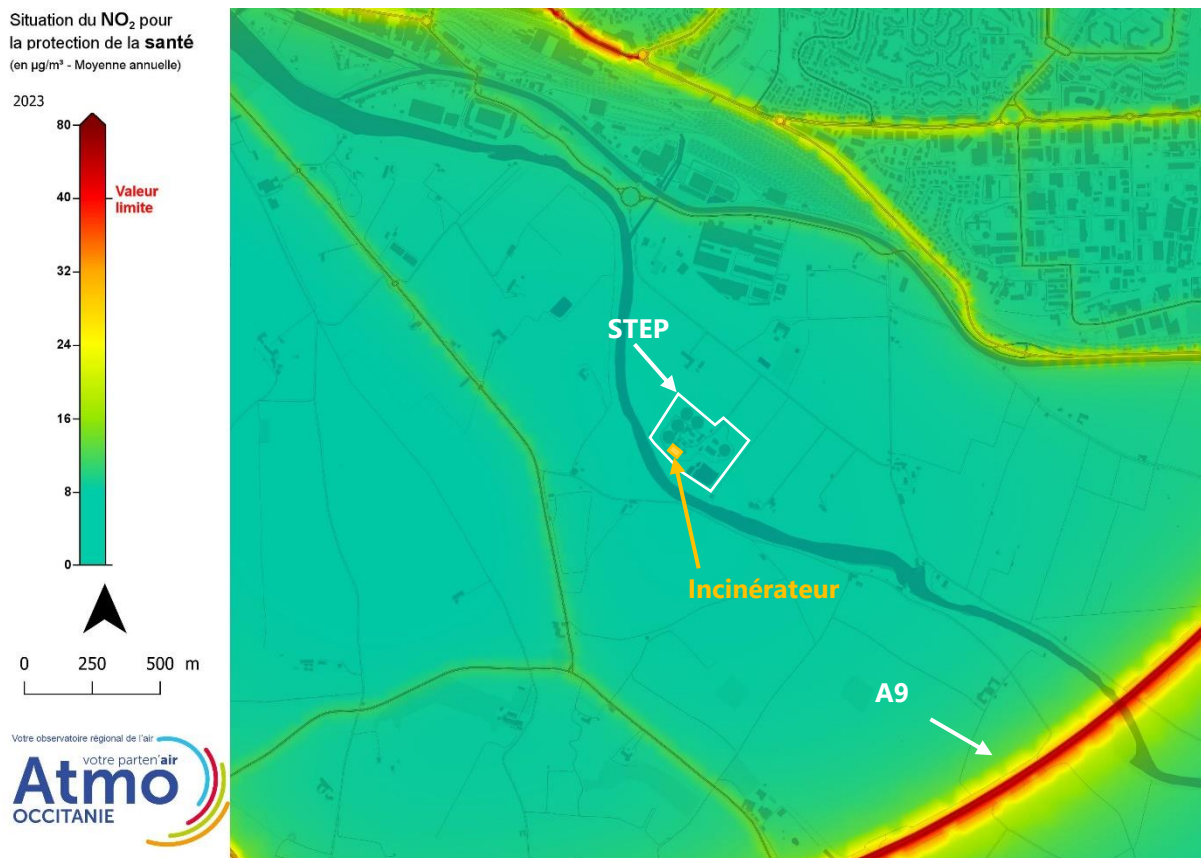 Situation du NO₂ pour
la protection de la santé
(en µg/m³ - Moyenne annuelle)
2023
80
40
Valeur
limite
32
24
16
8
0
0 250 500 m
Votre observatoire régional de l'air
votre parten'air
Atmo
OCCITANIE
STEP
Incinérateur
A9